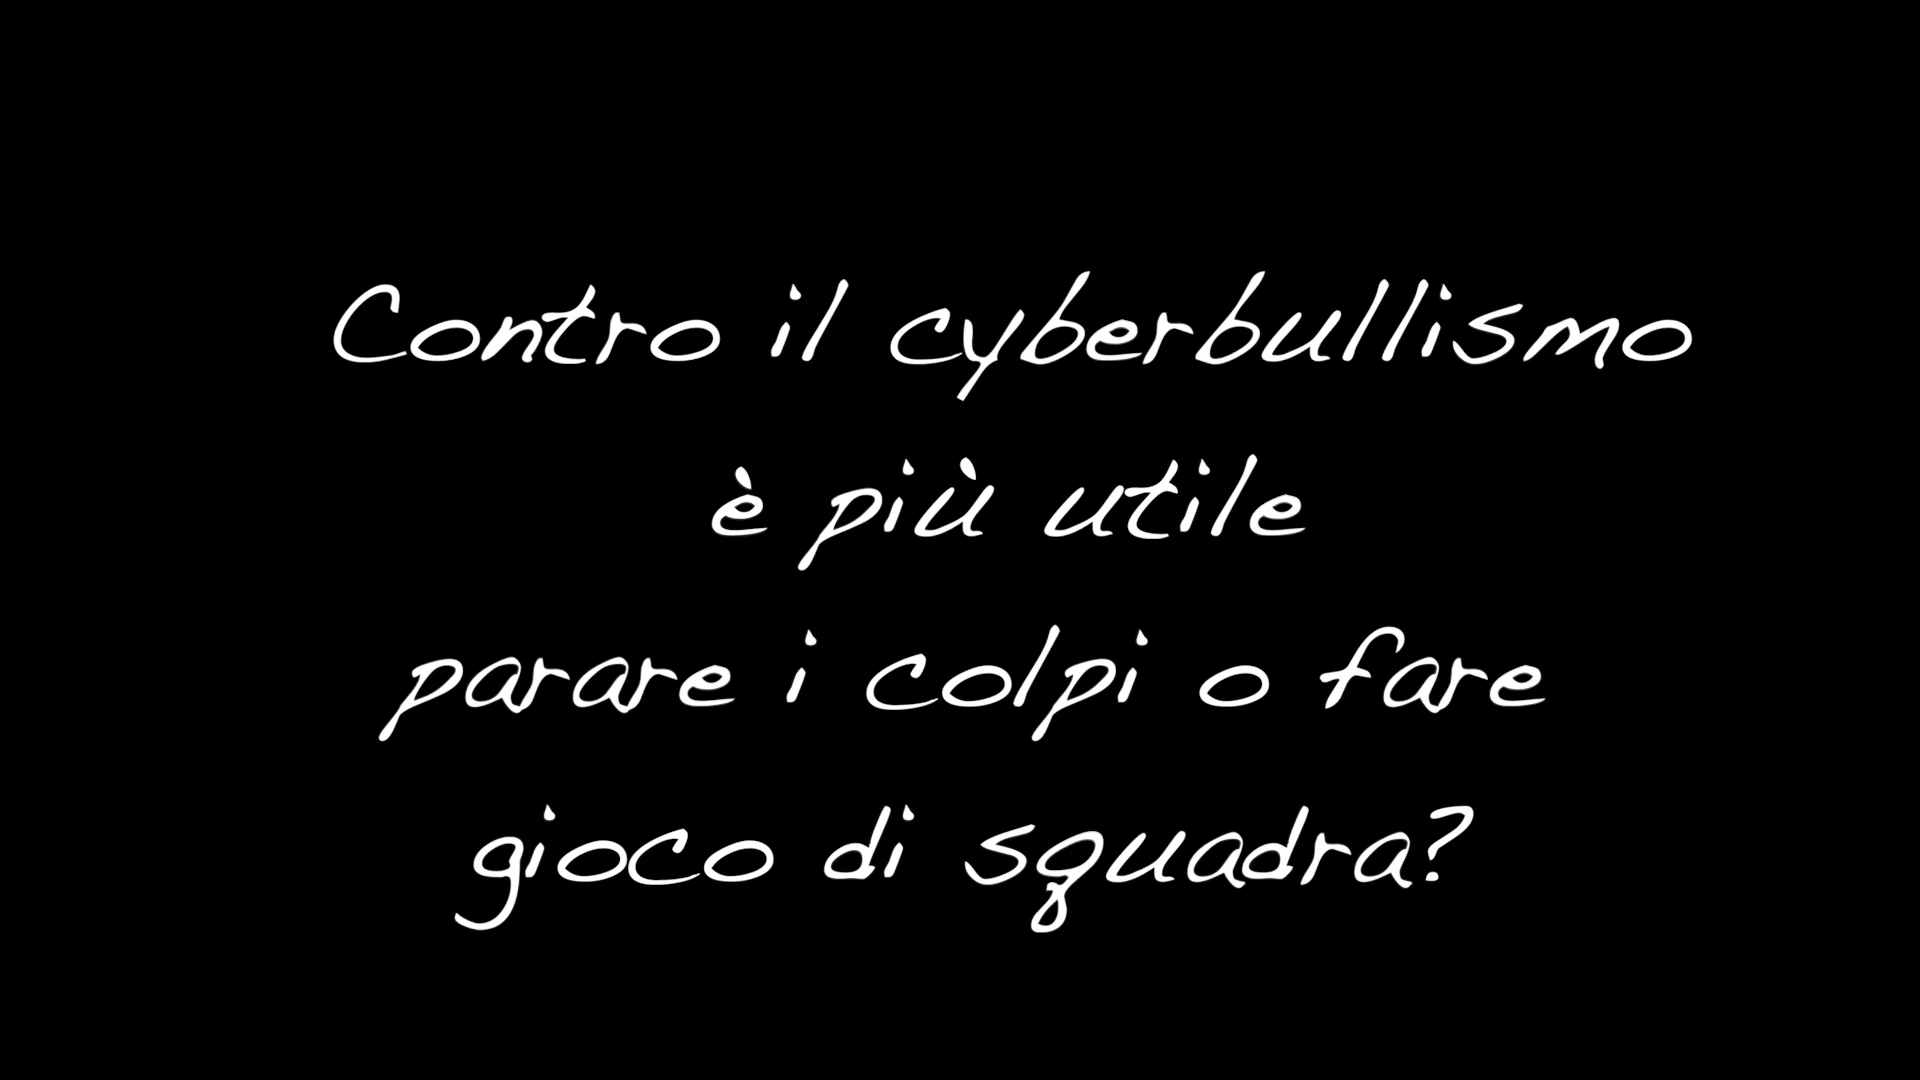 Contro il cyberbullismo
è più utile
parare i colpi o fare
gioco di squadra?